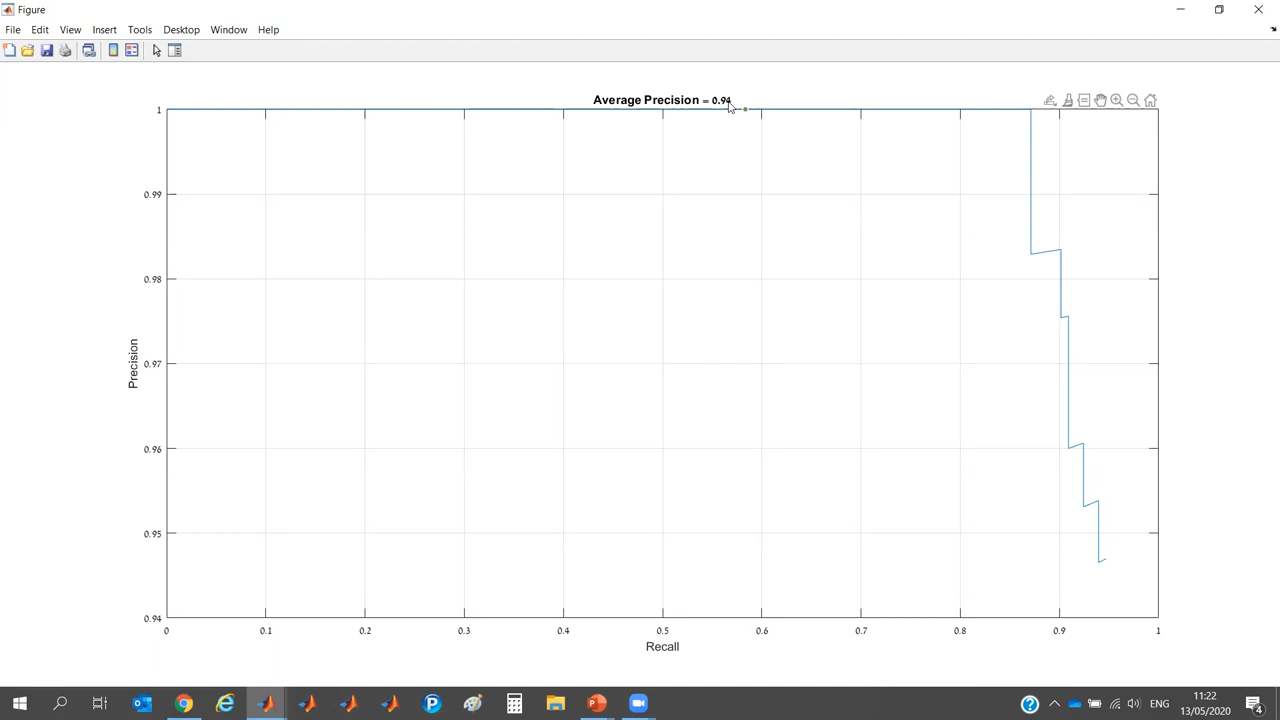 Figure
File Edit View Insert Tools Desktop Window Help
Average Precision = 0.94
1
0.99
0.98
0.97
0.96
0.95
0.94
Precision
0 0.1 0.2 0.3 0.4 0.5 0.6 0.7 0.8 0.9 1
Recall
ENG
11:22
13/05/2020
4